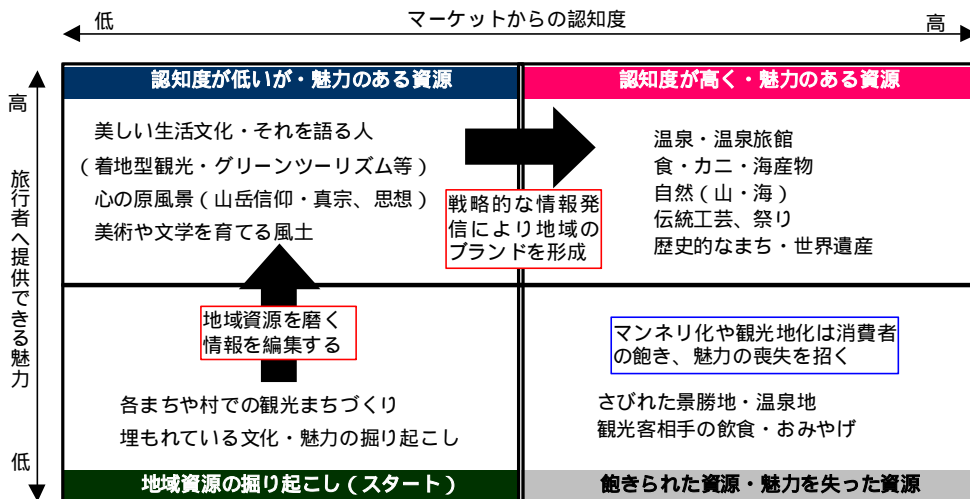 マーケットからの認知度
低
高
高
旅行者へ提供できる魅力
低
認知度が低いが・魅力のある資源
美しい生活文化・それを語る人
(着地型観光・グリーンツーリズム等)
心の原風景(山岳信仰・真宗、思想)
美術や文学を育てる風土
戦略的な情報発
信により地域の
ブランドを形成
認知度が高く・魅力のある資源
温泉・温泉旅館
食・カニ・海産物
自然(山・海)
伝統工芸、祭り
歴史的なまち・世界遺産
地域資源を磨く
情報を編集する
各まちや村での観光まちづくり
埋もれている文化・魅力の掘り起こし
地域資源の掘り起こし(スタート)
マンネリ化や観光地化は消費者
の飽き、魅力の喪失を招く
さびれた景勝地・温泉地
観光客相手の飲食・おみやげ
飽きられた資源・魅力を失った資源